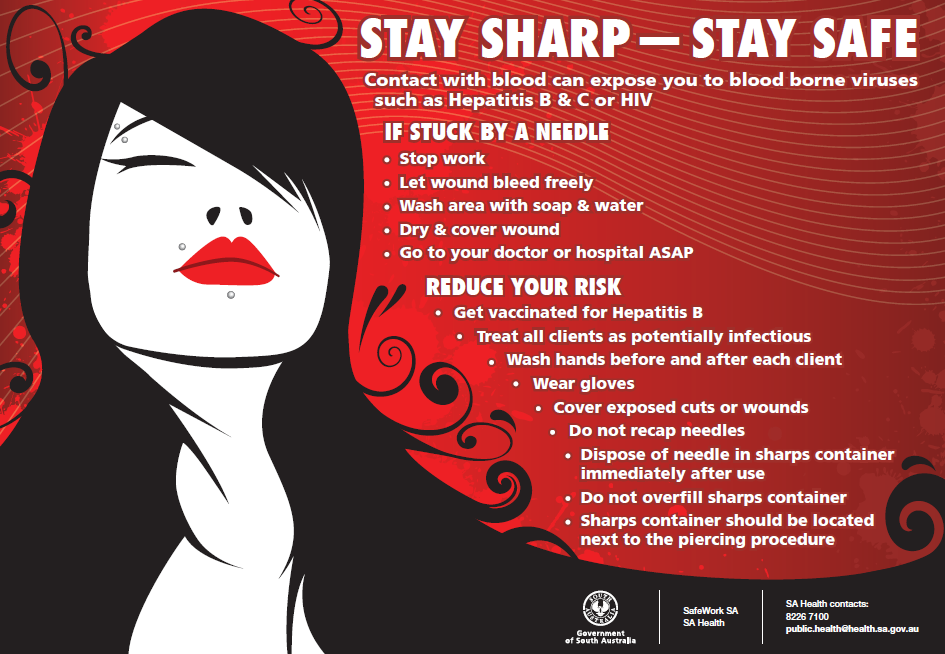 STAY SHARP — STAY SAFE
Contact with blood can expose you to blood borne viruses
such as Hepatitis B & C or HIV
IF STUCK BY A NEEDLE
• Stop work
• Let wound bleed freely
• Wash area with soap & water
• Dry & cover wound
• Go to your doctor or hospital ASAP
REDUCE YOUR RISK
• Get vaccinated for Hepatitis B
• Treat all clients as potentially infectious
• Wash hands before and after each client
• Wear gloves
• Cover exposed cuts or wounds
• Do not recap needles
• Dispose of needle in sharps container
immediately after use
• Do not overfill sharps container
• Sharps container should be located
next to the piercing procedure
SOUTH AUSTRALIA
Government
of South Australia
SafeWork SA
SA Health
SA Health contacts:
8226 7100
public.health@health.sa.gov.au